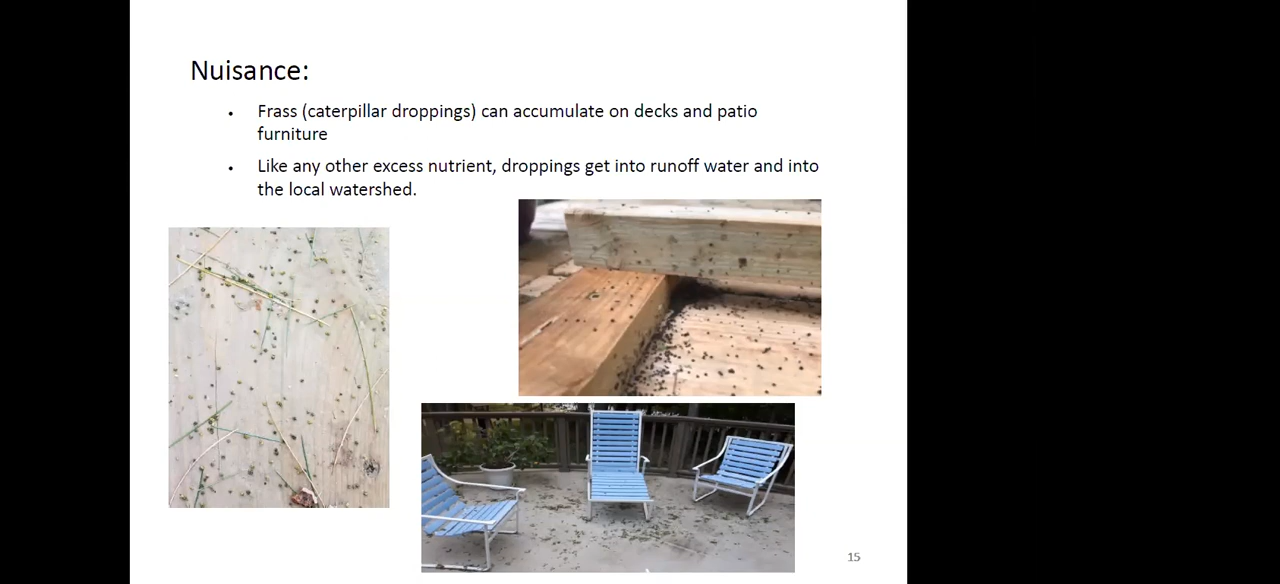 Nuisance:
• Frass (caterpillar droppings) can accumulate on decks and patio
furniture
• Like any other excess nutrient, droppings get into runoff water and into
the local watershed.
15